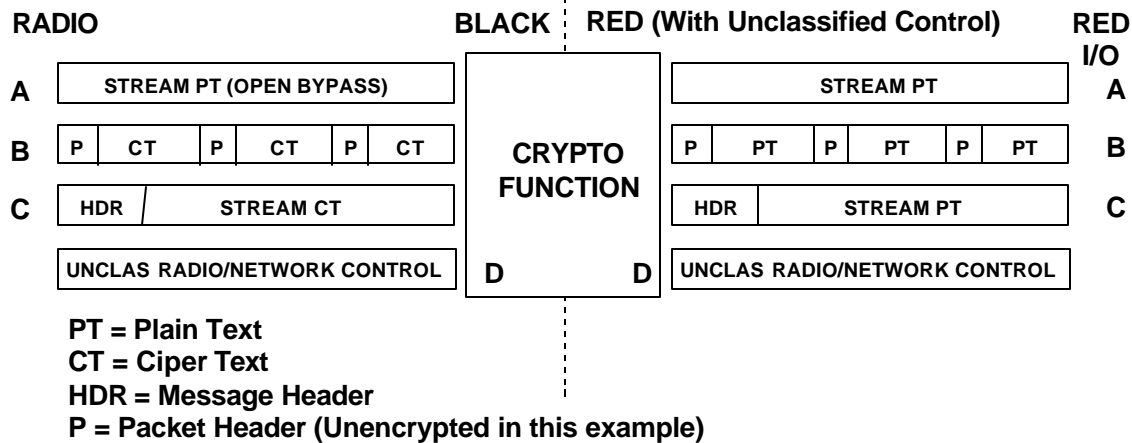 RADIO BLACK RED (With Unclassified Control) RED
I/O
A STREAM PT (OPEN BYPASS) STREAM PT A
B P CT P CT P CT P PT P PT P PT B
CRYPTO
FUNCTION
C HDR STREAM CT HDR STREAM PT C
UNCLAS RADIO/NETWORK CONTROL D D UNCLAS RADIO/NETWORK CONTROL
PT = Plain Text
CT = Ciper Text
HDR = Message Header
P = Packet Header (Unencrypted in this example)